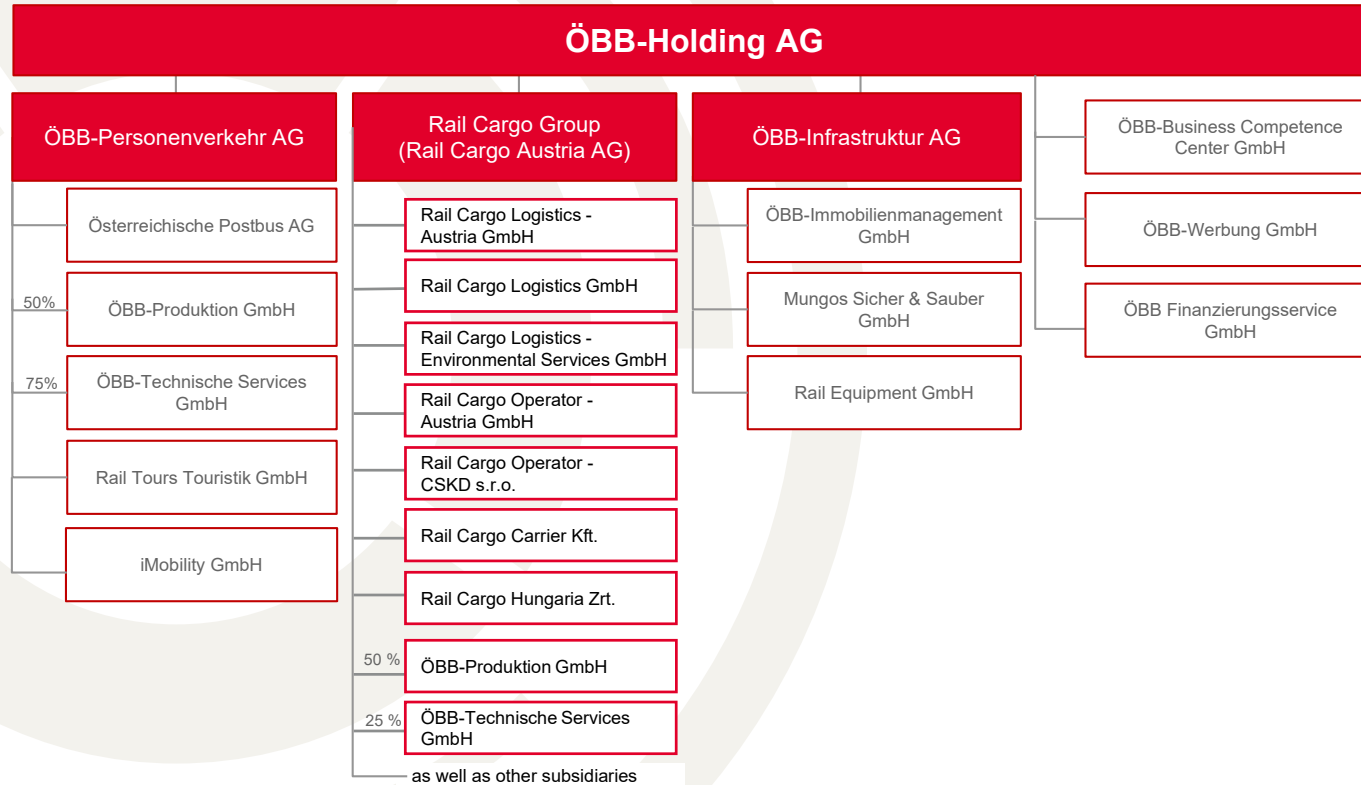 ÖBB-Holding AG
ÖBB-Personenverkehr AG
Österreichische Postbus AG
50%
ÖBB-Produktion GmbH
75%
ÖBB-Technische Services
GmbH
Rail Tours Touristik GmbH
iMobility GmbH
Rail Cargo Group
(Rail Cargo Austria AG)
Rail Cargo Logistics -
Austria GmbH
Rail Cargo Logistics GmbH
Rail Cargo Logistics -
Environmental Services GmbH
Rail Cargo Operator -
Austria GmbH
Rail Cargo Operator -
CSKD s.r.o.
Rail Cargo Carrier Kft.
Rail Cargo Hungaria Zrt.
50 %
ÖBB-Produktion GmbH
25 %
ÖBB-Technische Services
GmbH
as well as other subsidiaries
ÖBB-Infrastruktur AG
ÖBB-Immobilienmanagement
GmbH
Mungos Sicher & Sauber
GmbH
Rail Equipment GmbH
ÖBB-Business Competence
Center GmbH
ÖBB-Werbung GmbH
ÖBB Finanzierungsservice
GmbH